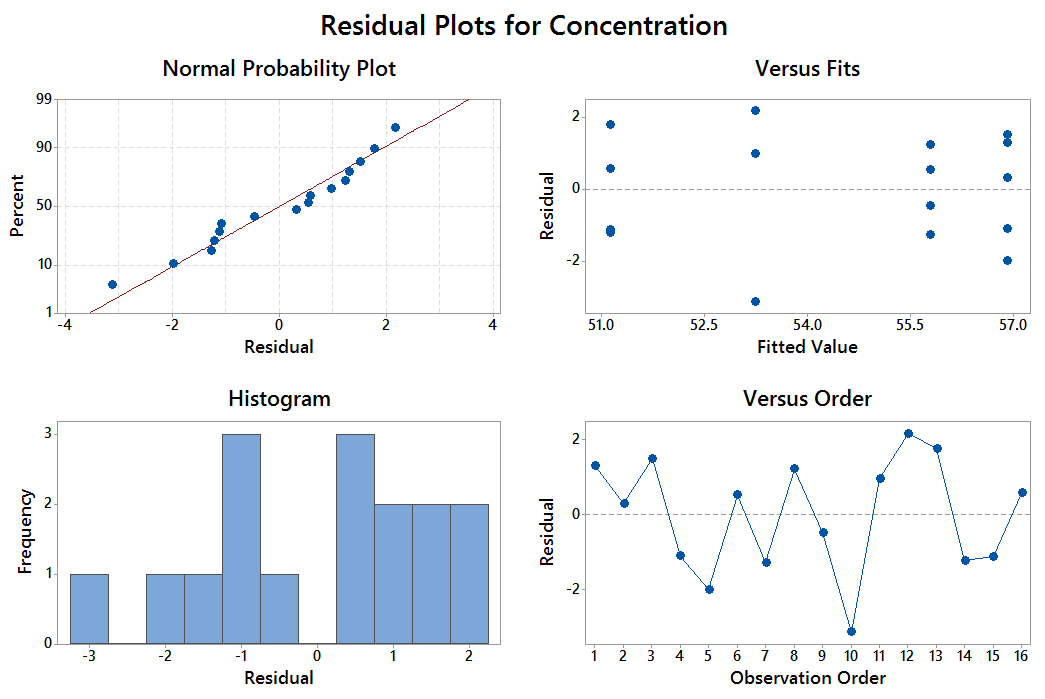 Residual Plots for Concentration
Normal Probability Plot
Versus Fits
99
90
50
10
1
Percent
-4 -2 0 2 4
Residual
2
0
-2
Residual
51.0 52.5 54.0 55.5 57.0
Fitted Value
Histogram
Versus Order
3
2
1
0
Frequency
-3 -2 -1 0 1 2
Residual
2
0
-2
Residual
1 2 3 4 5 6 7 8 9 10 11 12 13 14 15 16
Observation Order